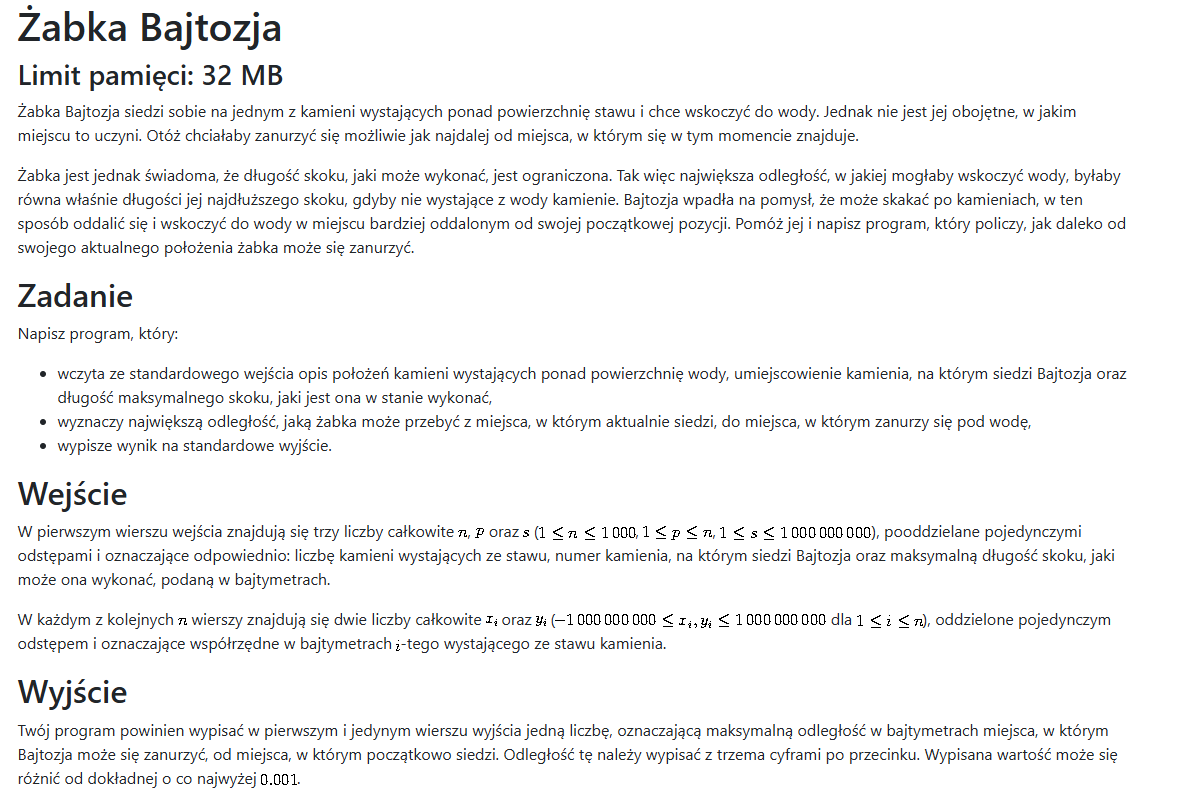 Żabka Bajtozja
Limit pamięci: 32 MB
Żabka Bajtozja siedzi sobie na jednym z kamieni wystających ponad powierzchnię stawu i chce wskoczyć do wody. Jednak nie jest jej obojętne, w jakim
miejscu to uczyni. Otóż chciałaby zanurzyć się możliwie jak najdalej od miejsca, w którym się w tym momencie znajduje.
Żabka jest jednak świadoma, że długość skoku, jaki może wykonać, jest ograniczona. Tak więc największa odległość, w jakiej mogłaby wskoczyć wody, byłaby
równa właśnie długości jej najdłuższego skoku, gdyby nie wystające z wody kamienie. Bajtozja wpadła na pomysł, że może skakać po kamieniach, w ten
sposób oddalić się i wskoczyć do wody w miejscu bardziej oddalonym od swojej początkowej pozycji. Pomóż jej i napisz program, który policzy, jak daleko od
swojego aktualnego położenia żabka może się zanurzyć.
Zadanie
Napisz program, który:
• wczyta ze standardowego wejścia opis położeń kamieni wystających ponad powierzchnię wody, umiejscowienie kamienia, na którym siedzi Bajtozja oraz
długość maksymalnego skoku, jaki jest ona w stanie wykonać,
• wyznaczy największą odległość, jaką żabka może przebyć z miejsca, w którym aktualnie siedzi, do miejsca, w którym zanurzy się pod wodę,
• wypisze wynik na standardowe wyjście.
Wejście
W pierwszym wierszu wejścia znajdują się trzy liczby całkowite n, p oraz s (1 ≤ n ≤ 1 000, 1 ≤ p ≤ n, 1 ≤ s ≤ 1 000 000 000), pooddzielane pojedynczymi
odstępami i oznaczające odpowiednio: liczbę kamieni wystających ze stawu, numer kamienia, na którym siedzi Bajtozja oraz maksymalną długość skoku, jaki
może ona wykonać, podaną w bajtymetrach.
W każdym z kolejnych n wierszy znajdują się dwie liczby całkowite x_i oraz y_i (−1 000 000 000 ≤ x_i, y_i ≤ 1 000 000 000 dla 1 ≤ i ≤ n), oddzielone pojedynczym
odstępem i oznaczające współrzędne w bajtymetrach i-tego wystającego ze stawu kamienia.
Wyjście
Twój program powinien wypisać w pierwszym i jedynym wierszu wyjścia jedną liczbę, oznaczającą maksymalną odległość w bajtymetrach miejsca, w którym
Bajtozja może się zanurzyć, od miejsca, w którym początkowo siedzi. Odległość tę należy wypisać z trzema cyframi po przecinku. Wypisana wartość może się
różnić od dokładnej o co najwyżej 0.001.